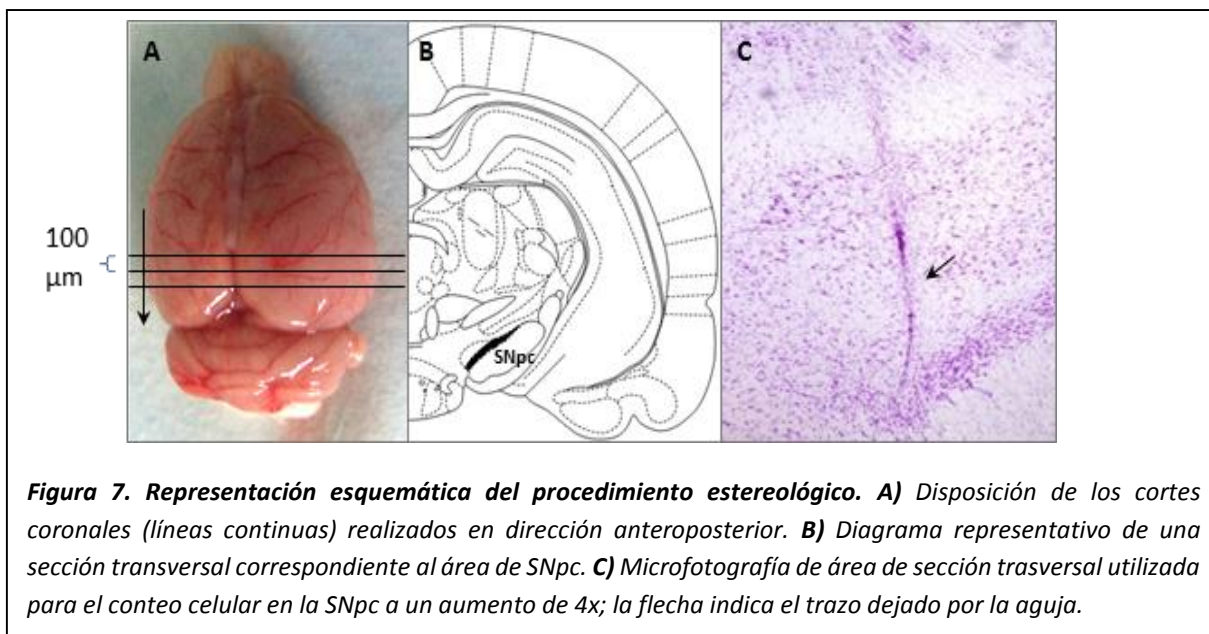 A
B
C
100
μm
SNpc
Figura 7. Representación esquemática del procedimiento estereológico. A) Disposición de los cortes
coronales (líneas continuas) realizados en dirección anteroposterior. B) Diagrama representativo de una
sección transversal correspondiente al área de SNpc. C) Microfotografía de área de sección trasversal utilizada
para el conteo celular en la SNpc a un aumento de 4x; la flecha indica el trazo dejado por la aguja.